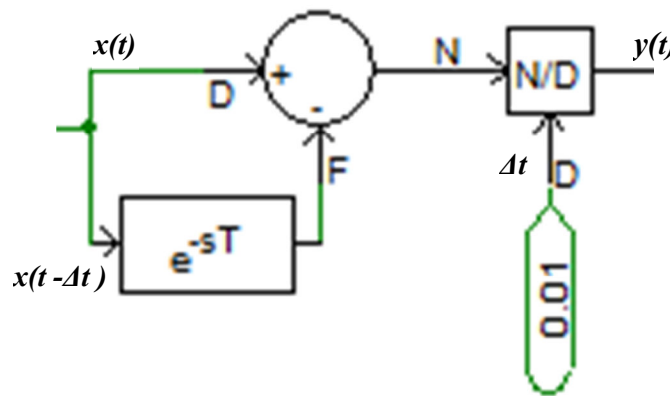 x(t)
y(t)
N
+
N/D
D
-
Δt
D
F
e-sT
x(t -Δt )
0.01